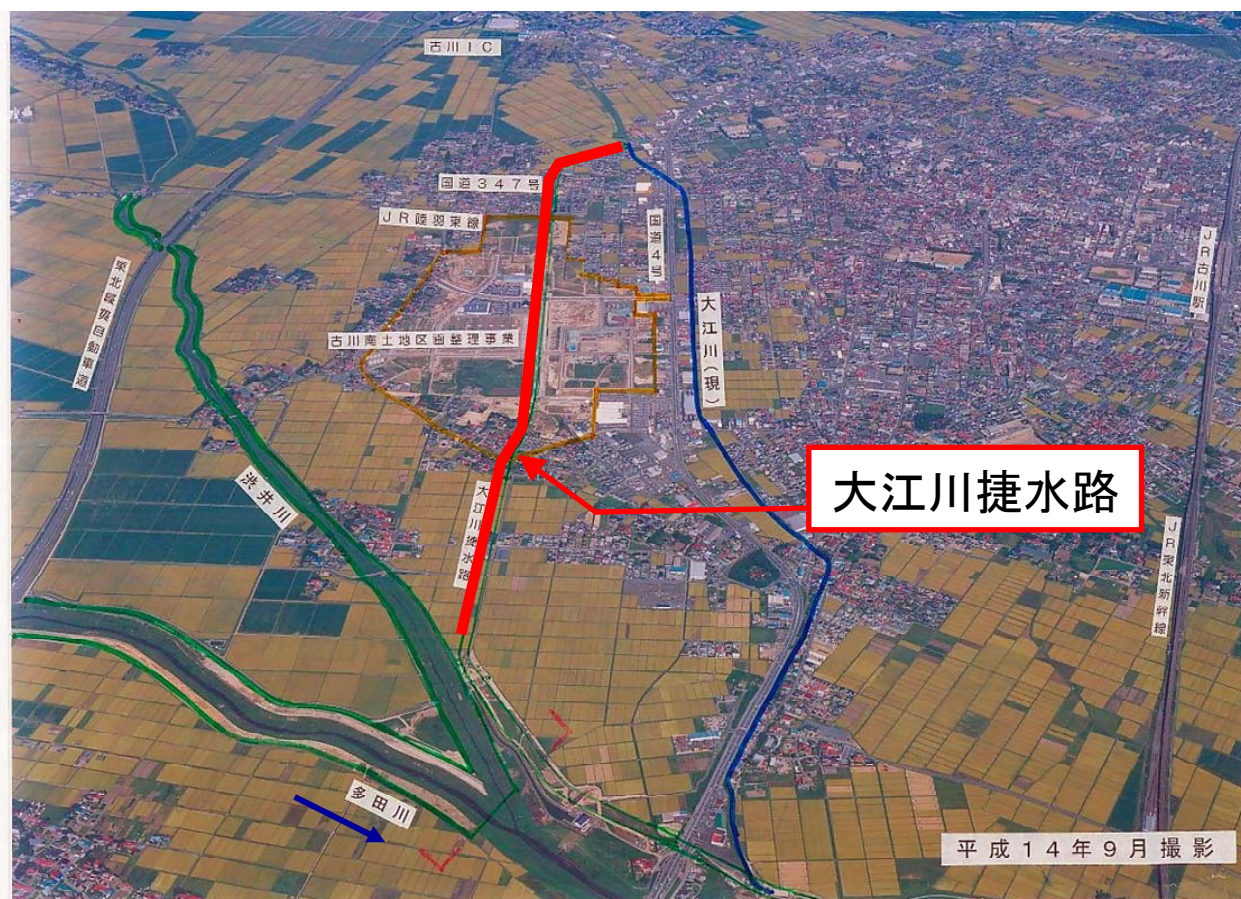 古川IC
国道347号
JR陸羽東線
国道4号
JR古川駅
東北縦貫自動車道
大江川(現)
古川南土地区画整理事業
大江川捷水路
渋井川
大江川捷水路
JR東北新幹線
多田川
平成14年9月撮影